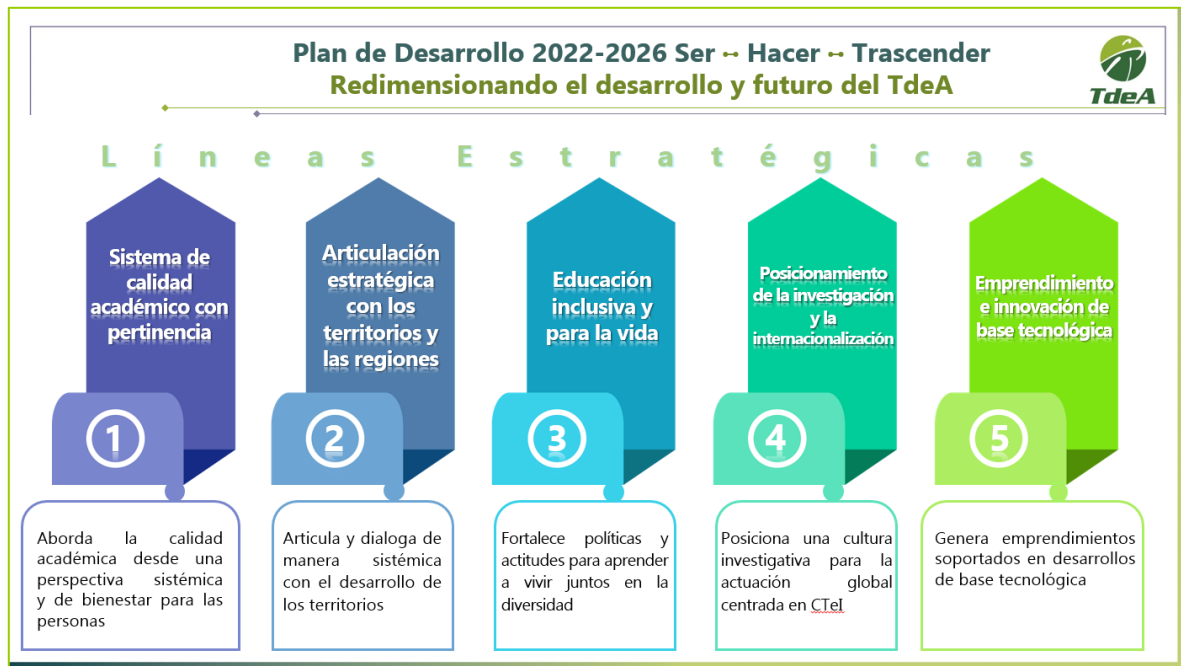 Plan de Desarrollo 2022-2026 Ser ↔ Hacer ↔ Trascender
Redimensionando el desarrollo y futuro del TdeA
TdeA
Líneas Estratégicas
Sistema de
calidad
académico con
pertinencia
1
Aborda la calidad
académica desde una
perspectiva sistémica
y de bienestar para las
personas
Articulación
estratégica
con los
territorios y
las regiones
2
Articula y dialoga de
manera sistémica
con el desarrollo de
los territorios
Educación
inclusiva y
para la vida
3
Fortalece políticas y
actitudes para aprender
a vivir juntos en la
diversidad
Posicionamiento
de la investigación
y la
internacionalización
4
Posiciona una cultura
investigativa para la
actuación global
centrada en CTeI
Emprendimiento
e innovación de
base tecnológica
5
Genera emprendimientos
soportados en desarrollos
de base tecnológica